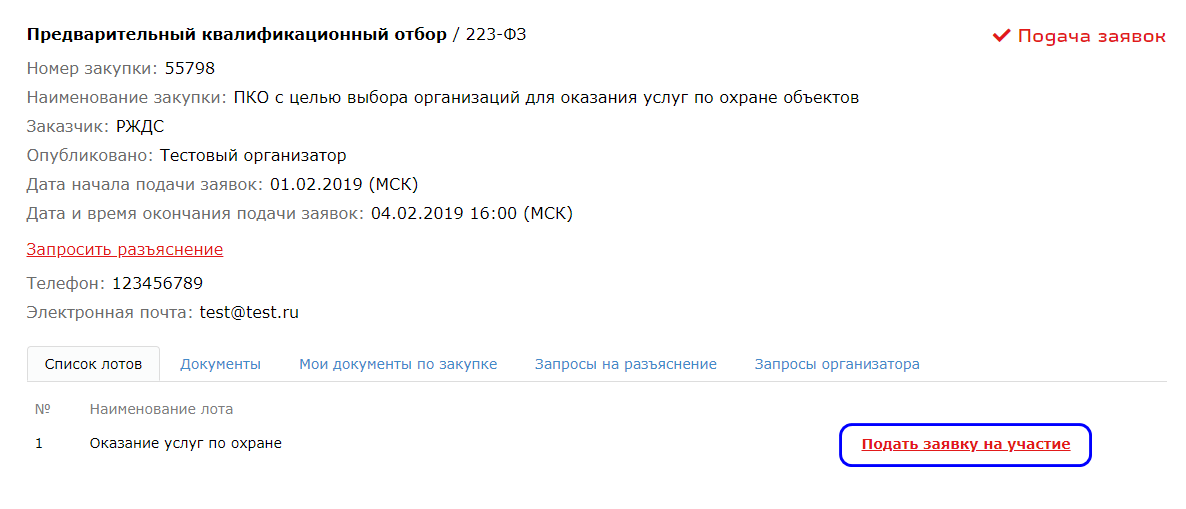 Предварительный квалификационный отбор / 223-ФЗ
Подача заявок
Номер закупки: 55798
Наименование закупки: ПКО с целью выбора организаций для оказания услуг по охране объектов
Заказчик: РЖДС
Опубликовано: Тестовый организатор
Дата начала подачи заявок: 01.02.2019 (МСК)
Дата и время окончания подачи заявок: 04.02.2019 16:00 (МСК)
Запросить разъяснение
Телефон: 123456789
Электронная почта: test@test.ru
Список лотов Документы Мои документы по закупке Запросы на разъяснение Запросы организатора
№ Наименование лота
1 Оказание услуг по охране Подать заявку на участие